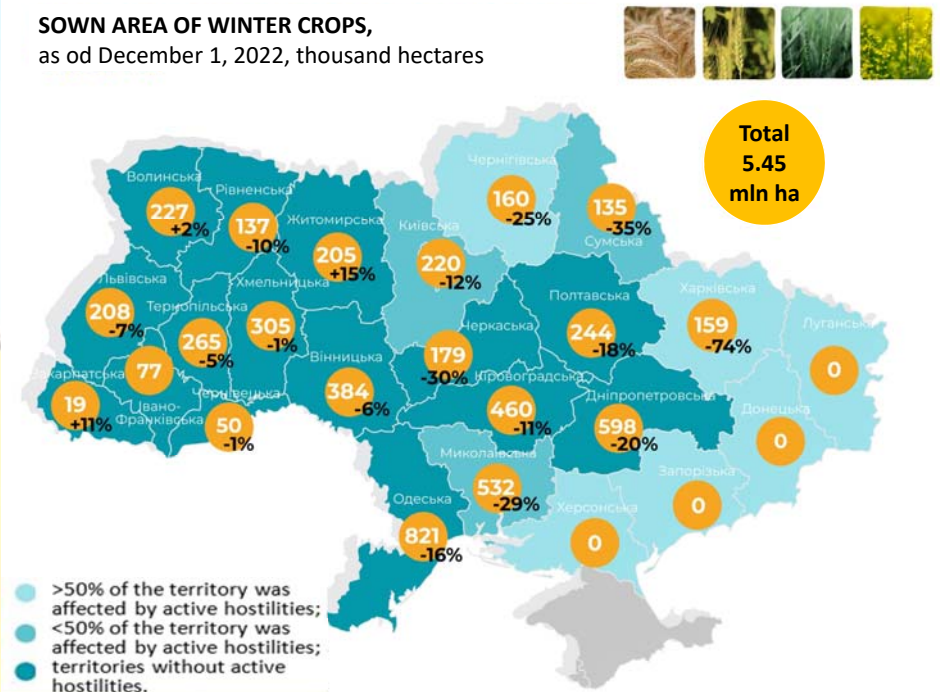 SOWN AREA OF WINTER CROPS,
as od December 1, 2022, thousand hectares
Total
5.45
mln ha
Чернігівська
160
-25%
135
-35%
Сумська
Волинська
227
+2%
Рівненська
137
-10%
Житомирська
205
+15%
Київська
220
-12%
Львівська
208
-7%
Тернопільська
265
-5%
Хмельницька
305
-1%
Вінницька
384
-6%
Черкаська
179
-30%
Полтавська
244
-18%
Харківська
159
-74%
Луганська
0
Закарпатська
19
+11%
77
Івано-
Франківська
Чернівецька
50
-1%
Кіровоградська
460
-11%
Дніпропетровська
598
-20%
Донецька
0
Миколаївська
532
-29%
Запорізька
0
Херсонська
0
Одеська
821
-16%
>50% of the territory was
affected by active hostilities;
<50% of the territory was
affected by active hostilities;
territories without active
hostilities.